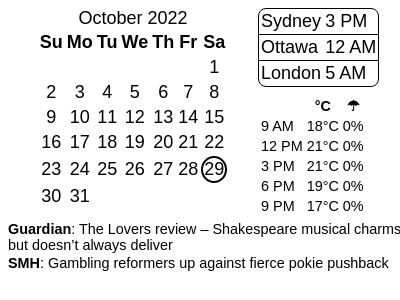 October 2022
Su Mo Tu We Th Fr Sa
1
2 3 4 5 6 7 8
9 10 11 12 13 14 15
16 17 18 19 20 21 22
23 24 25 26 27 28 29
30 31
Sydney 3 PM
Ottawa 12 AM
London 5 AM
°C ☂
9 AM 18°C 0%
12 PM 21°C 0%
3 PM 21°C 0%
6 PM 19°C 0%
9 PM 17°C 0%
Guardian: The Lovers review – Shakespeare musical charms
but doesn’t always deliver
SMH: Gambling reformers up against fierce pokie pushback